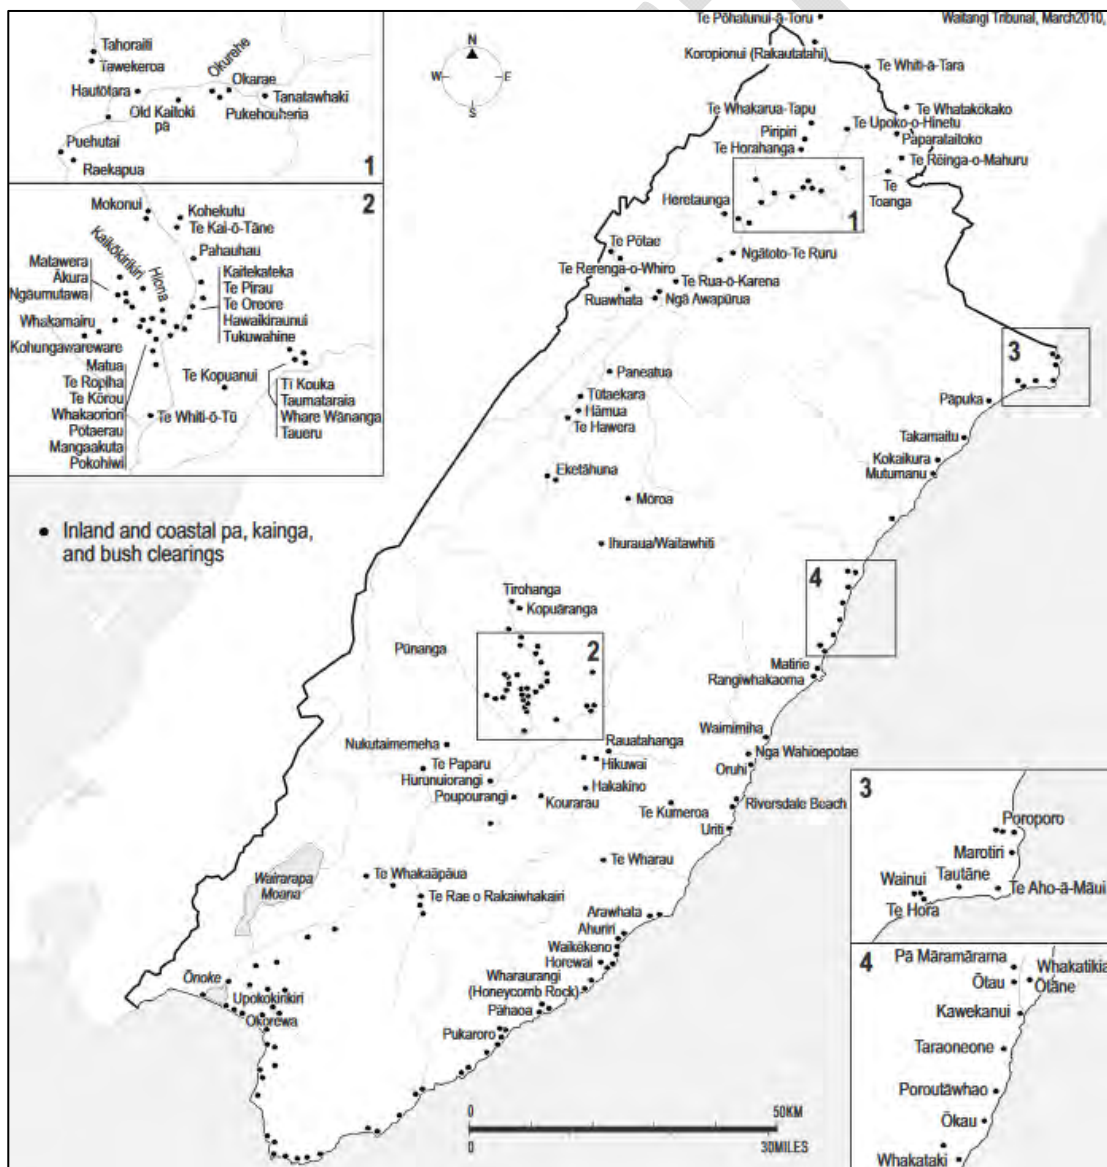 Te Pōhatunui-ā-Toru
Waitangi Tribunal, March2010,
Koropionui (Rakautatahi)
Te Whiti-ā-Tara
Te Whatakōkako
Te Whakarua-Tapu
Te Upoko-o-Hinetu
Piripiri
Paparataitoko
Te Horahanga
Te Rōinga-o-Mahuru
Te Toanga
Heretaunga
1
Te Pōtae
Ngātoto-Te Ruru
Te Rerenga-o-Whiro
Te Rua-ō-Karena
Ruawhata
Ngā Awapūrua
3
Paneatua
Pāpuka
Tūtaekara
Hāmua
Te Hawera
Takamaitu
Kokaikura
Mutumanu
Eketāhuna
Mōroa
Ihuraua/Waitawhiti
4
Tirohanga
Kopuāranga
Pūnanga
2
Matirie
Rangiwhakaoma
Waimimiha
Nukutaimemeha
Rauatahanga
Nga Wahioepotae
Te Paparu
Hikuwai
Oruhi
Hurunuiorangi
Hakakino
Poupourangi
Kourarau
Te Kumeroa
Riversdale Beach
Uriti
Te Wharau
Te Whakaāpāua
Wairarapa
Moana
Te Rae o Rakaiwhakairi
Arawhata
Ahuriri
Waikēkeno
Horewai
Ōnoke
Wharaurangi
(Honeycomb Rock)
Upokokirikiri
Okorewa
Pāhaoa
Pukaroro
N
W
E
S
Tahoraiti
Tawekeroa
Okurehe
Hautōtara
Okarae
Tanatawhaki
Old Kaitoki
pā
Pukehouheria
Puehutai
Raekapua
1
2
Mokonui
Kohekutu
Te Kai-ō-Tāne
Kaikōkirikiri
Hiona
Pahauhau
Matawera
Ākura
Ngāumutawa
Kaitekateka
Te Pirau
Te Oreore
Hawaikiraunui
Tukuwahine
Whakamairu
Kohungawareware
Matua
Te Ropiha
Te Kōrou
Whakaoriori
Pōtaerau
Mangaakuta
Pokohiwi
Te Kopuanui
Te Whiti-ō-Tū
Ti Kouka
Taumataraia
Whare Wānanga
Taueru
Inland and coastal pa, kainga,
and bush clearings
3
Poroporo
Marotiri
Tautāne
Wainui
Te Aho-ā-Māui
Te Hora
4
Pā Māramārama
Whakatikia
Ōtau
Ōtāne
Kawekanui
Taraoneone
Poroutāwhao
Ōkau
Whakataki
0
50KM
0
30MILES